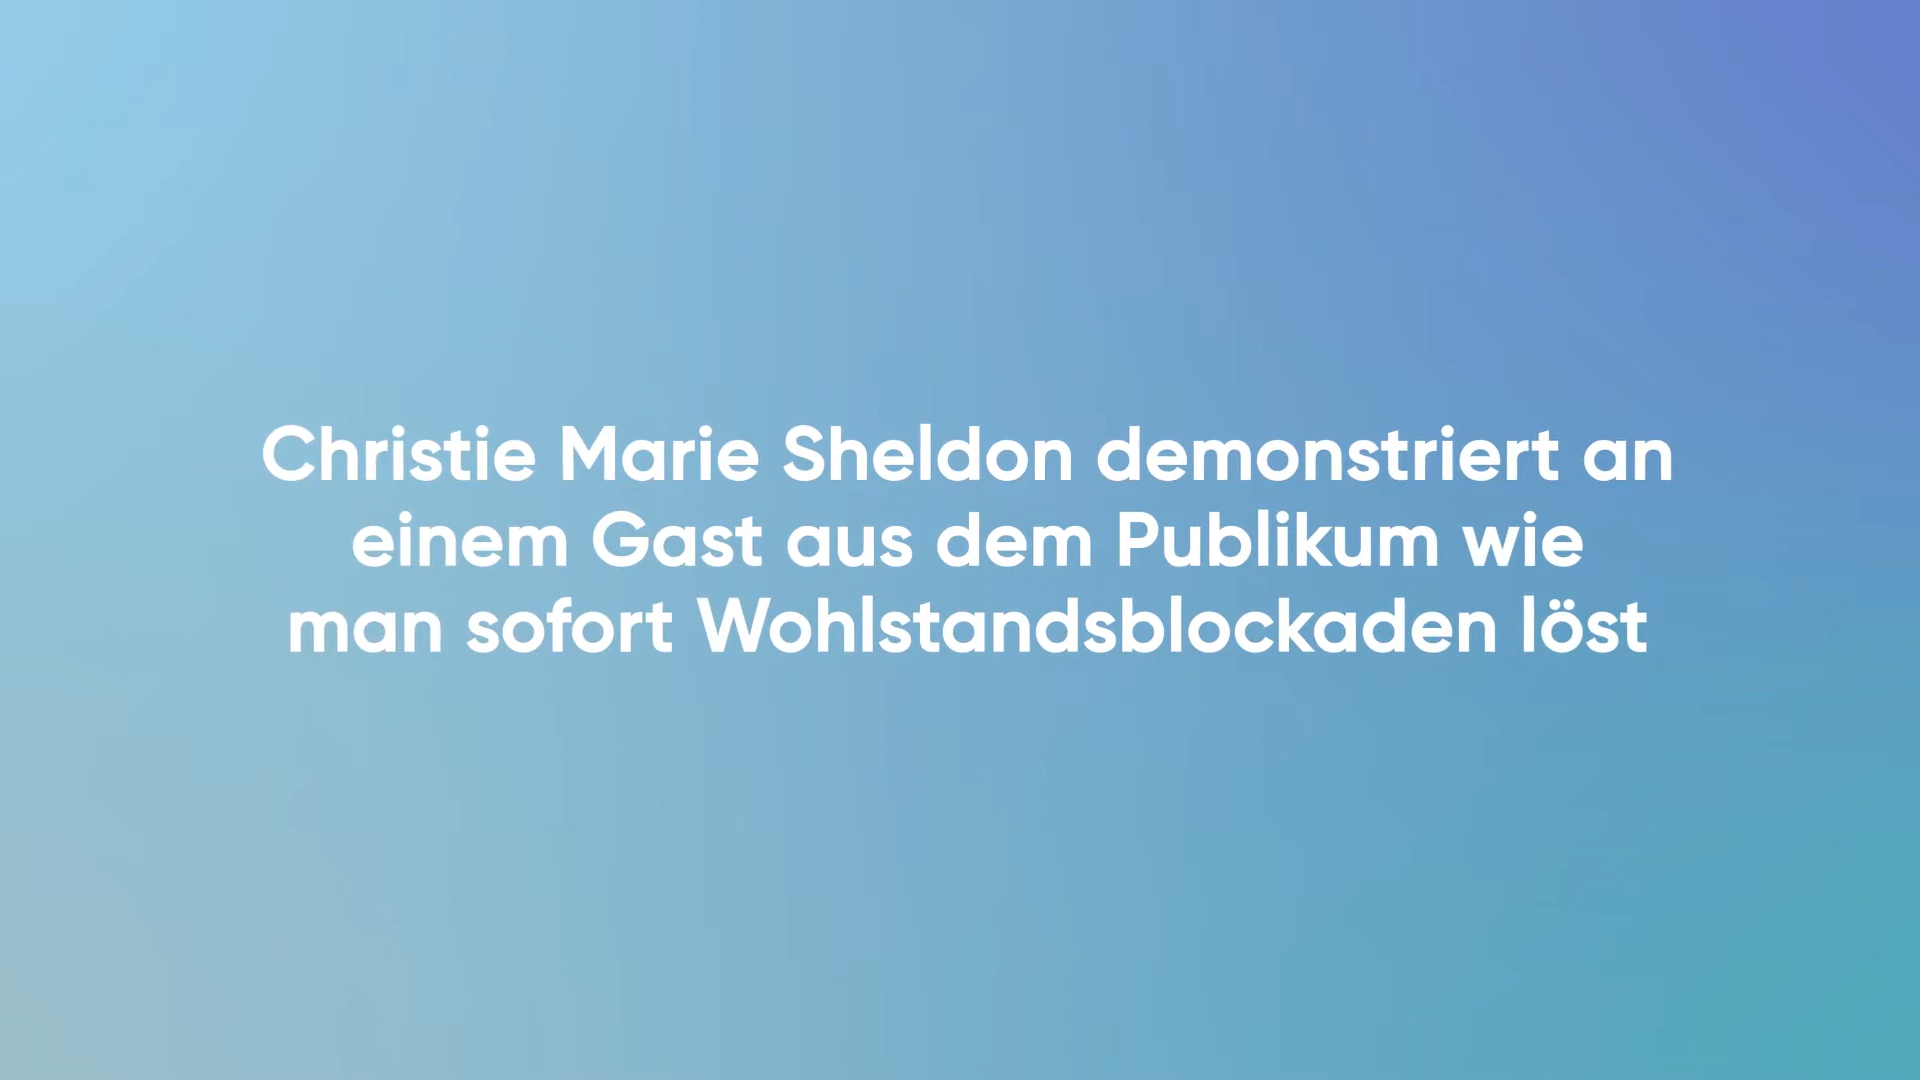 Christie Marie Sheldon demonstriert an
einem Gast aus dem Publikum wie
man sofort Wohlstandsblockaden löst